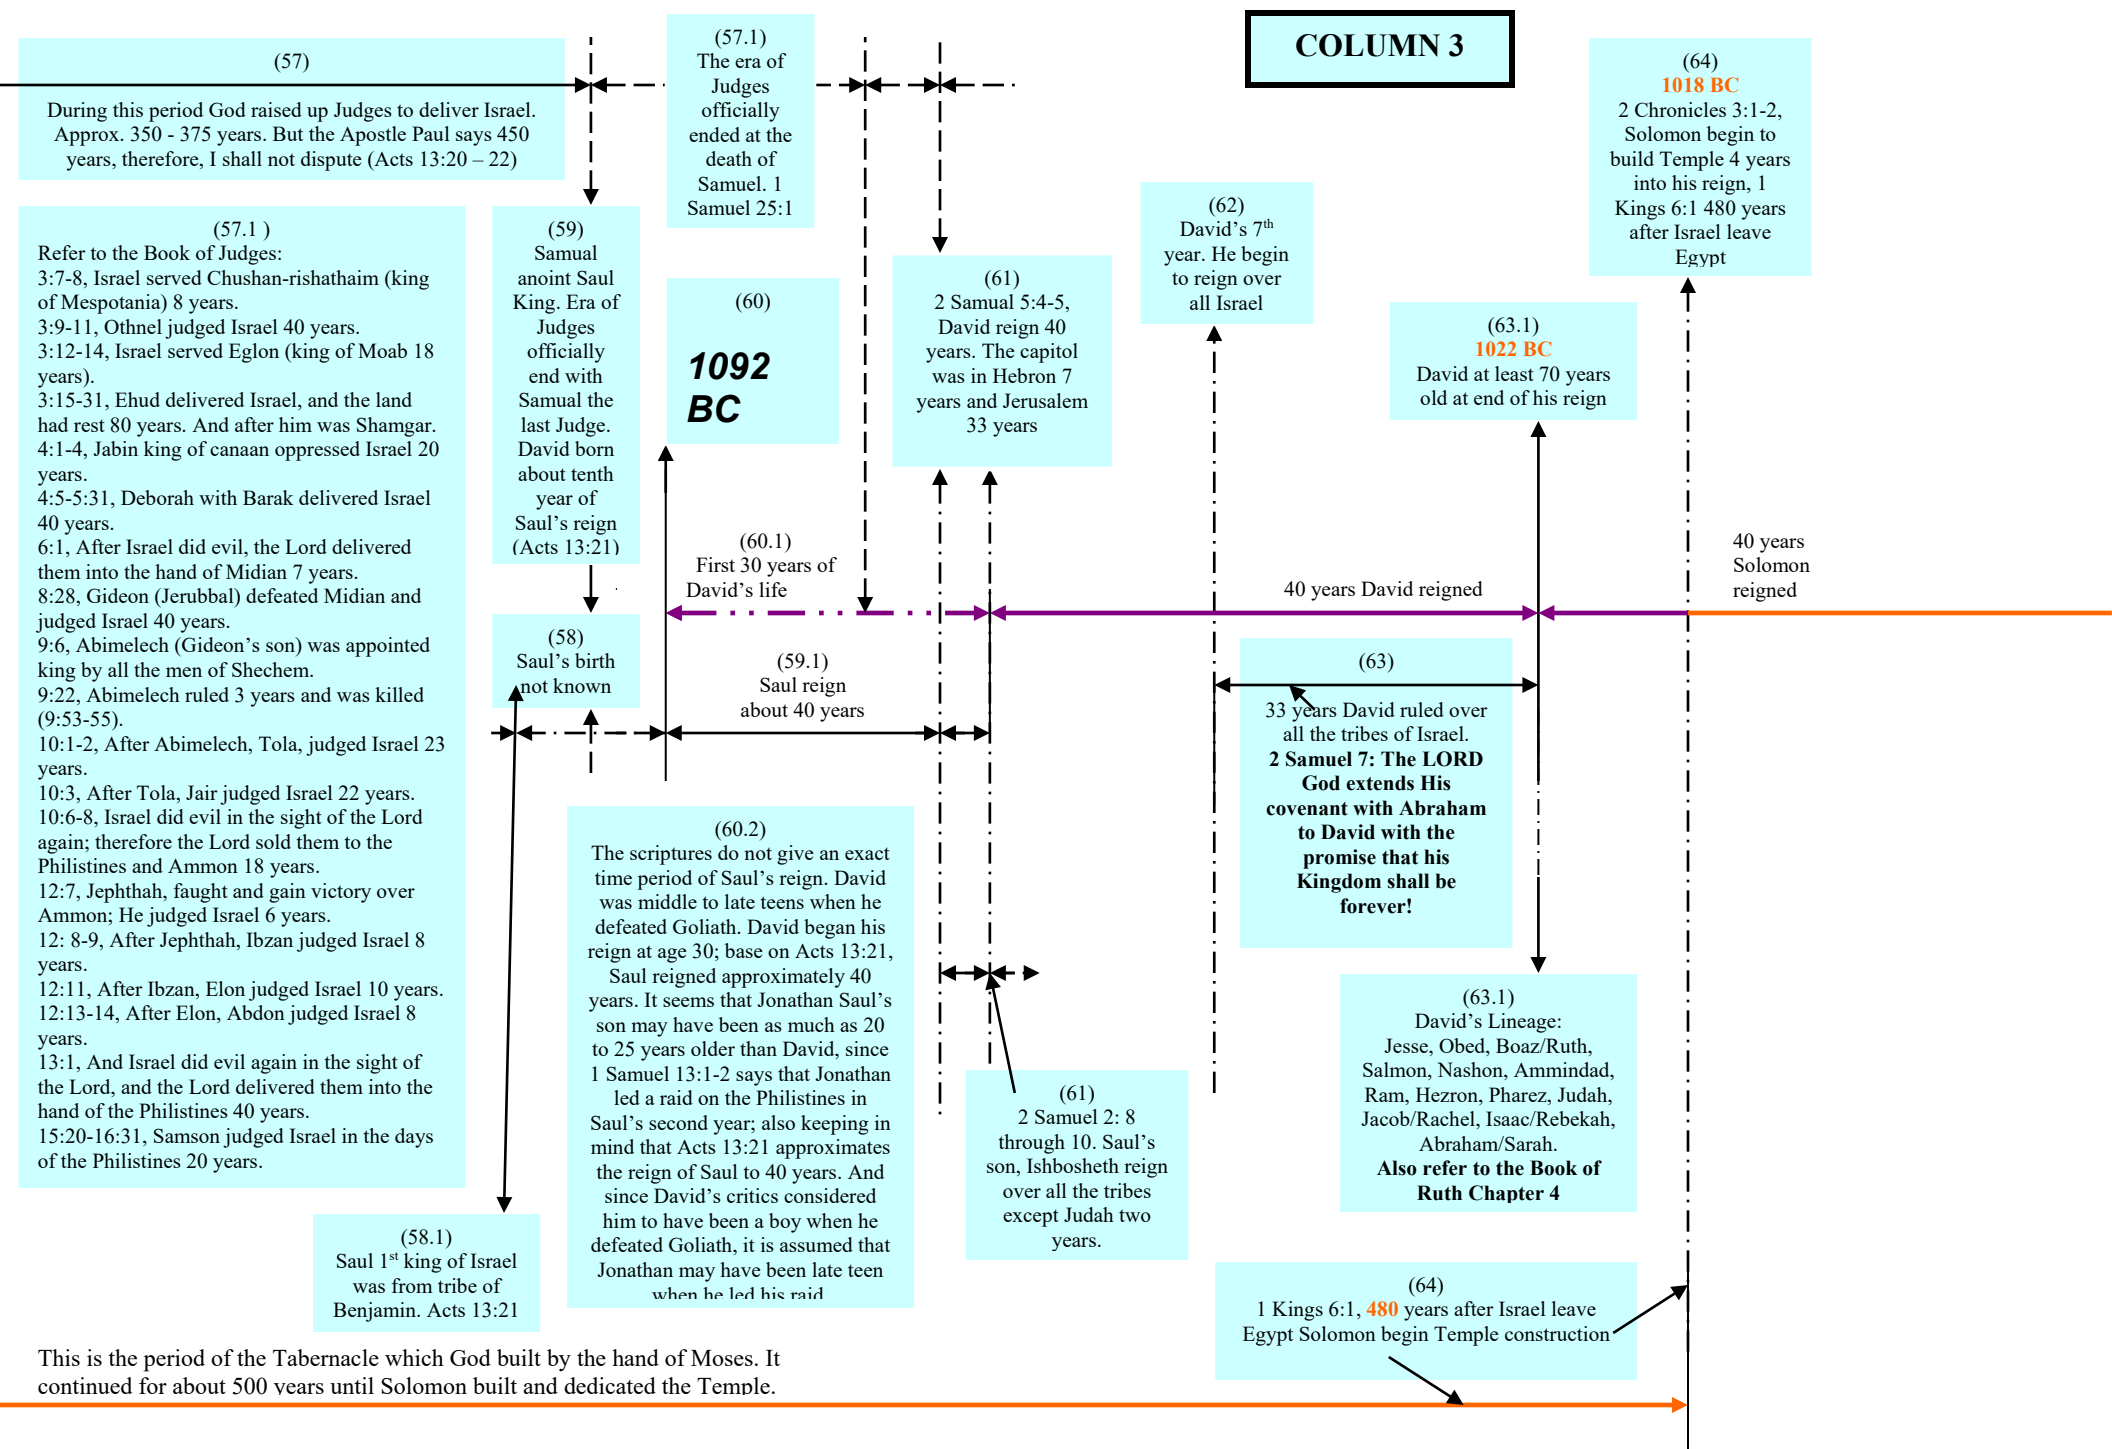 COLUMN 3
(57)
During this period God raised up Judges to deliver Israel.
Approx. 350 - 375 years. But the Apostle Paul says 450
years, therefore, I shall not dispute (Acts 13:20 – 22)
(57.1)
The era of
Judges
officially
ended at the
death of
Samuel. 1
Samuel 25:1
(64)
1018 BC
2 Chronicles 3:1-2,
Solomon begin to
build Temple 4 years
into his reign, 1
Kings 6:1 480 years
after Israel leave
Egypt
(57.1 )
Refer to the Book of Judges:
3:7-8, Israel served Chushan-rishathaim (king
of Mespotania) 8 years.
3:9-11, Othnel judged Israel 40 years.
3:12-14, Israel served Eglon (king of Moab 18
years).
3:15-31, Ehud delivered Israel, and the land
had rest 80 years. And after him was Shamgar.
4:1-4, Jabin king of canaan oppressed Israel 20
years.
4:5-5:31, Deborah with Barak delivered Israel
40 years.
6:1, After Israel did evil, the Lord delivered
them into the hand of Midian 7 years.
8:28, Gideon (Jerubbal) defeated Midian and
judged Israel 40 years.
9:6, Abimelech (Gideon’s son) was appointed
king by all the men of Shechem.
9:22, Abimelech ruled 3 years and was killed
(9:53-55).
10:1-2, After Abimelech, Tola, judged Israel 23
years.
10:3, After Tola, Jair judged Israel 22 years.
10:6-8, Israel did evil in the sight of the Lord
again; therefore the Lord sold them to the
Philistines and Ammon 18 years.
12:7, Jephthah, faught and gain victory over
Ammon; He judged Israel 6 years.
12: 8-9, After Jephthah, Ibzan judged Israel 8
years.
12:11, After Ibzan, Elon judged Israel 10 years.
12:13-14, After Elon, Abdon judged Israel 8
years.
13:1, And Israel did evil again in the sight of
the Lord, and the Lord delivered them into the
hand of the Philistines 40 years.
15:20-16:31, Samson judged Israel in the days
of the Philistines 20 years.
(59)
Samual
anoint Saul
King. Era of
Judges
officially
end with
Samual the
last Judge.
David born
about tenth
year of
Saul’s reign
(Acts 13:21)
(60)
1092
BC
(61)
2 Samual 5:4-5,
David reign 40
years. The capitol
was in Hebron 7
years and Jerusalem
33 years
(62)
David’s 7th
year. He begin
to reign over
all Israel
(63.1)
1022 BC
David at least 70 years
old at end of his reign
(60.1)
First 30 years of
David’s life
40 years David reigned
40 years
Solomon
reigned
(58)
Saul’s birth
not known
(59.1)
Saul reign
about 40 years
(63)
33 years David ruled over
all the tribes of Israel.
2 Samuel 7: The LORD
God extends His
covenant with Abraham
to David with the
promise that his
Kingdom shall be
forever!
(60.2)
The scriptures do not give an exact
time period of Saul’s reign. David
was middle to late teens when he
defeated Goliath. David began his
reign at age 30; base on Acts 13:21,
Saul reigned approximately 40
years. It seems that Jonathan Saul’s
son may have been as much as 20
to 25 years older than David, since
1 Samuel 13:1-2 says that Jonathan
led a raid on the Philistines in
Saul’s second year; also keeping in
mind that Acts 13:21 approximates
the reign of Saul to 40 years. And
since David’s critics considered
him to have been a boy when he
defeated Goliath, it is assumed that
Jonathan may have been late teen
when he led his raid
(63.1)
David’s Lineage:
Jesse, Obed, Boaz/Ruth,
Salmon, Nashon, Ammindad,
Ram, Hezron, Pharez, Judah,
Jacob/Rachel, Isaac/Rebekah,
Abraham/Sarah.
Also refer to the Book of
Ruth Chapter 4
(61)
2 Samuel 2: 8
through 10. Saul’s
son, Ishbosheth reign
over all the tribes
except Judah two
years.
(58.1)
Saul 1st king of Israel
was from tribe of
Benjamin. Acts 13:21
(64)
1 Kings 6:1, 480 years after Israel leave
Egypt Solomon begin Temple construction
This is the period of the Tabernacle which God built by the hand of Moses. It
continued for about 500 years until Solomon built and dedicated the Temple.